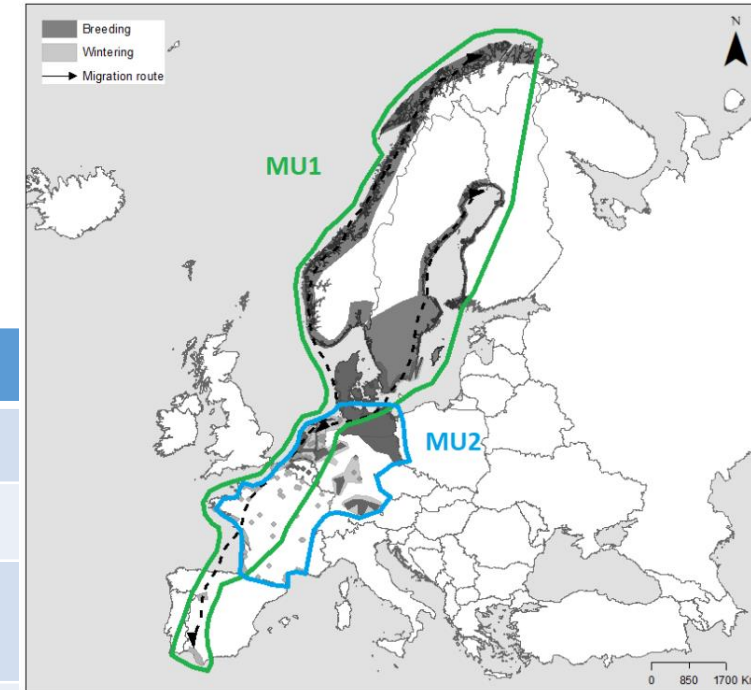 Breeding
Wintering
Migration route
N
MU1
MU2
0 850 1700 K